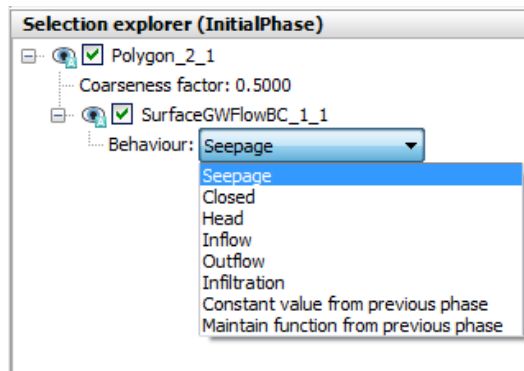 Selection explorer (InitialPhase)
Polygon_2_1
Coarseness factor: 0.5000
SurfaceGWFlowBC_1_1
Behaviour: Seepage
Seepage
Closed
Head
Inflow
Outflow
Infiltration
Constant value from previous phase
Maintain function from previous phase